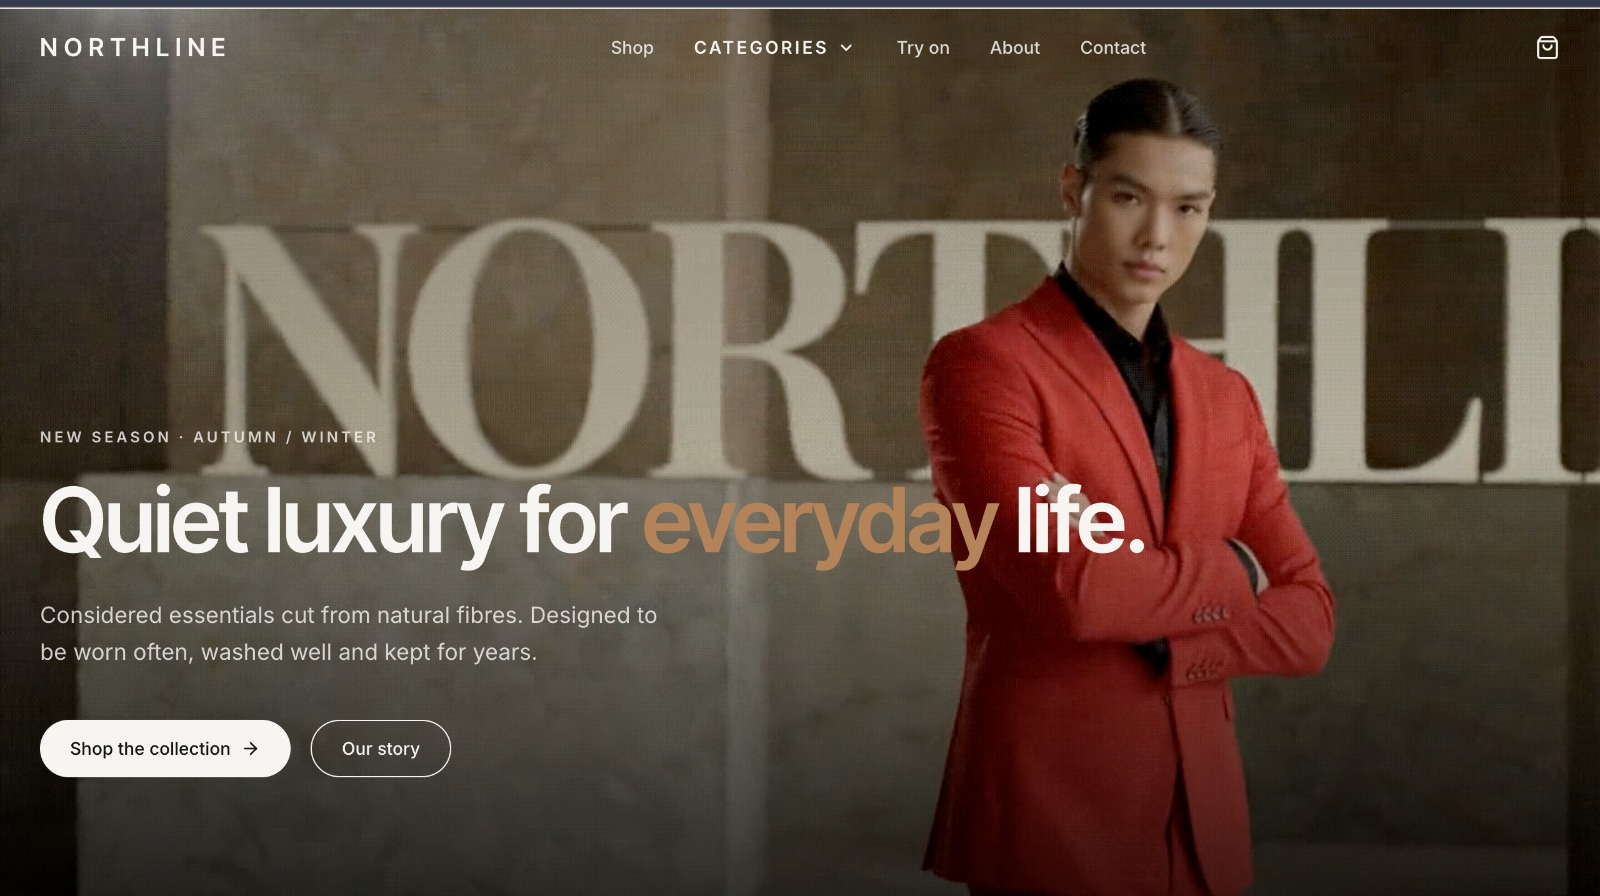 NORTHLINE
Shop CATEGORIES Try on About Contact
NORTHLI
NEW SEASON · AUTUMN / WINTER
Quiet luxury for everyday life.
Considered essentials cut from natural fibres. Designed to
be worn often, washed well and kept for years.
Shop the collection → Our story